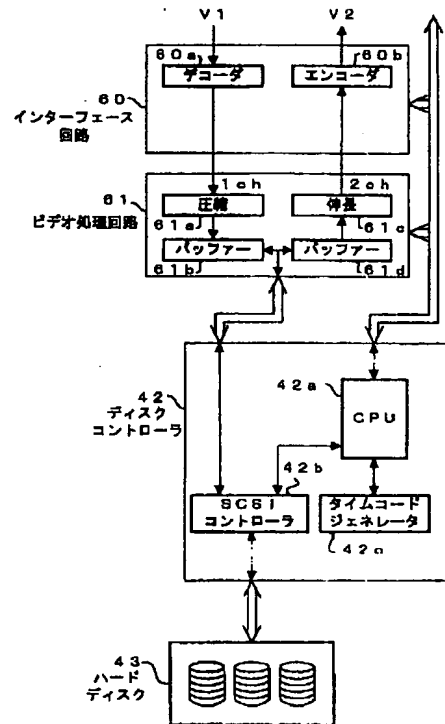 V1 V2
60a 60b
デコーダ エンコーダ
60
インターフェース
回路
61
ビデオ処理回路
1ch 2ch
圧縮 伸長
61a 61c
バッファー バッファー
61b 61d
42
ディスク
コントローラ
42a
CPU
42b
SCSI
コントローラ
タイムコード
ジェネレータ
42c
43
ハード
ディスク